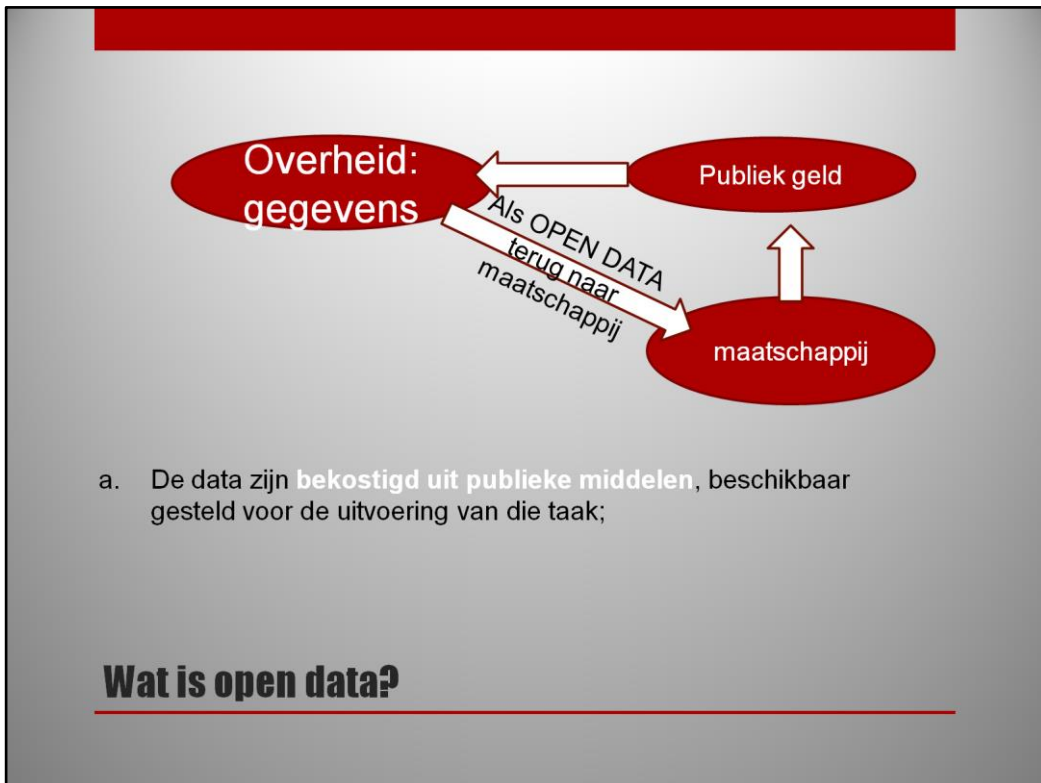 Overheid:
gegevens
Publiek geld
Als OPEN DATA
terug naar
maatschappij
maatschappij
a. De data zijn bekostigd uit publieke middelen, beschikbaar
gesteld voor de uitvoering van die taak;
Wat is open data?